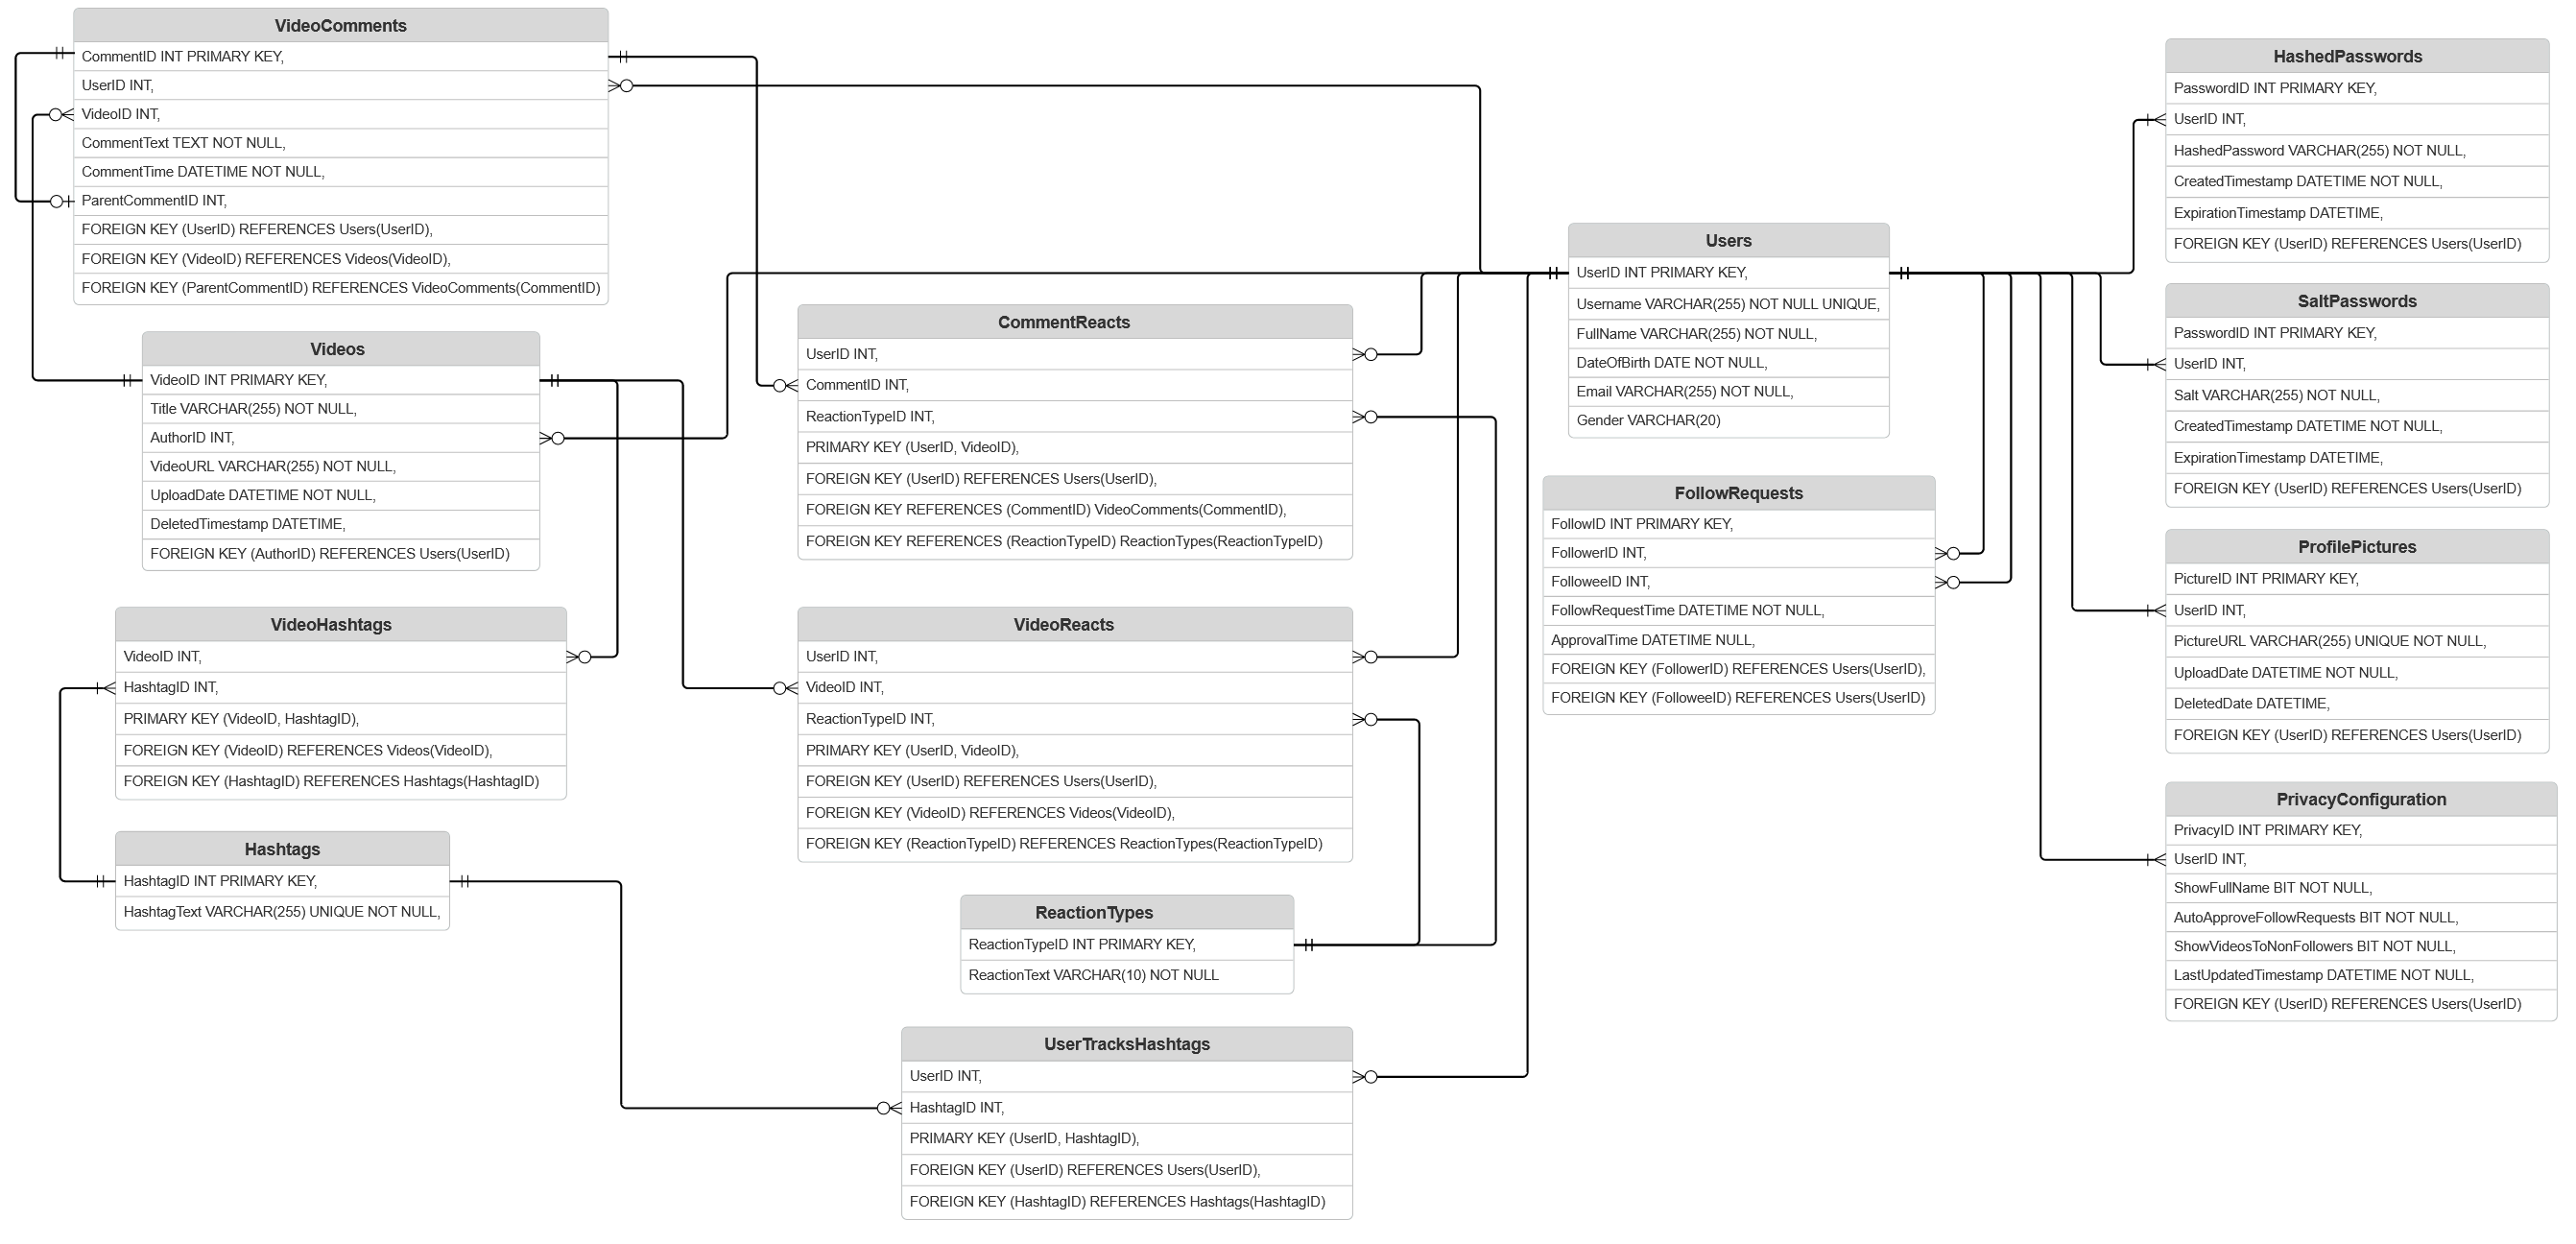 VideoComments
CommentID INT PRIMARY KEY,
UserID INT,
VideoID INT,
CommentText TEXT NOT NULL,
CommentTime DATETIME NOT NULL,
ParentCommentID INT,
FOREIGN KEY (UserID) REFERENCES Users(UserID),
FOREIGN KEY (VideoID) REFERENCES Videos(VideoID),
FOREIGN KEY (ParentCommentID) REFERENCES VideoComments(CommentID)
Videos
VideoID INT PRIMARY KEY,
Title VARCHAR(255) NOT NULL,
AuthorID INT,
VideoURL VARCHAR(255) NOT NULL,
UploadDate DATETIME NOT NULL,
DeletedTimestamp DATETIME,
FOREIGN KEY (AuthorID) REFERENCES Users(UserID)
VideoHashtags
VideoID INT,
HashtagID INT,
PRIMARY KEY (VideoID, HashtagID),
FOREIGN KEY (VideoID) REFERENCES Videos(VideoID),
FOREIGN KEY (HashtagID) REFERENCES Hashtags(HashtagID)
Hashtags
HashtagID INT PRIMARY KEY,
HashtagText VARCHAR(255) UNIQUE NOT NULL,
CommentReacts
UserID INT,
CommentID INT,
ReactionTypeID INT,
PRIMARY KEY (UserID, VideoID),
FOREIGN KEY (UserID) REFERENCES Users(UserID),
FOREIGN KEY REFERENCES (CommentID) VideoComments(CommentID),
FOREIGN KEY REFERENCES (ReactionTypeID) ReactionTypes(ReactionTypeID)
VideoReacts
UserID INT,
VideoID INT,
ReactionTypeID INT,
PRIMARY KEY (UserID, VideoID),
FOREIGN KEY (UserID) REFERENCES Users(UserID),
FOREIGN KEY (VideoID) REFERENCES Videos(VideoID),
FOREIGN KEY (ReactionTypeID) REFERENCES ReactionTypes(ReactionTypeID)
ReactionTypes
ReactionTypeID INT PRIMARY KEY,
ReactionText VARCHAR(10) NOT NULL
UserTracksHashtags
UserID INT,
HashtagID INT,
PRIMARY KEY (UserID, HashtagID),
FOREIGN KEY (UserID) REFERENCES Users(UserID),
FOREIGN KEY (HashtagID) REFERENCES Hashtags(HashtagID)
Users
UserID INT PRIMARY KEY,
Username VARCHAR(255) NOT NULL UNIQUE,
FullName VARCHAR(255) NOT NULL,
DateOfBirth DATE NOT NULL,
Email VARCHAR(255) NOT NULL,
Gender VARCHAR(20)
FollowRequests
FollowID INT PRIMARY KEY,
FollowerID INT,
FolloweeID INT,
FollowRequestTime DATETIME NOT NULL,
ApprovalTime DATETIME NULL,
FOREIGN KEY (FollowerID) REFERENCES Users(UserID),
FOREIGN KEY (FolloweeID) REFERENCES Users(UserID)
HashedPasswords
PasswordID INT PRIMARY KEY,
UserID INT,
HashedPassword VARCHAR(255) NOT NULL,
CreatedTimestamp DATETIME NOT NULL,
ExpirationTimestamp DATETIME,
FOREIGN KEY (UserID) REFERENCES Users(UserID)
SaltPasswords
PasswordID INT PRIMARY KEY,
UserID INT,
Salt VARCHAR(255) NOT NULL,
CreatedTimestamp DATETIME NOT NULL,
ExpirationTimestamp DATETIME,
FOREIGN KEY (UserID) REFERENCES Users(UserID)
ProfilePictures
PictureID INT PRIMARY KEY,
UserID INT,
PictureURL VARCHAR(255) UNIQUE NOT NULL,
UploadDate DATETIME NOT NULL,
DeletedDate DATETIME,
FOREIGN KEY (UserID) REFERENCES Users(UserID)
PrivacyConfiguration
PrivacyID INT PRIMARY KEY,
UserID INT,
ShowFullName BIT NOT NULL,
AutoApproveFollowRequests BIT NOT NULL,
ShowVideosToNonFollowers BIT NOT NULL,
LastUpdatedTimestamp DATETIME NOT NULL,
FOREIGN KEY (UserID) REFERENCES Users(UserID)